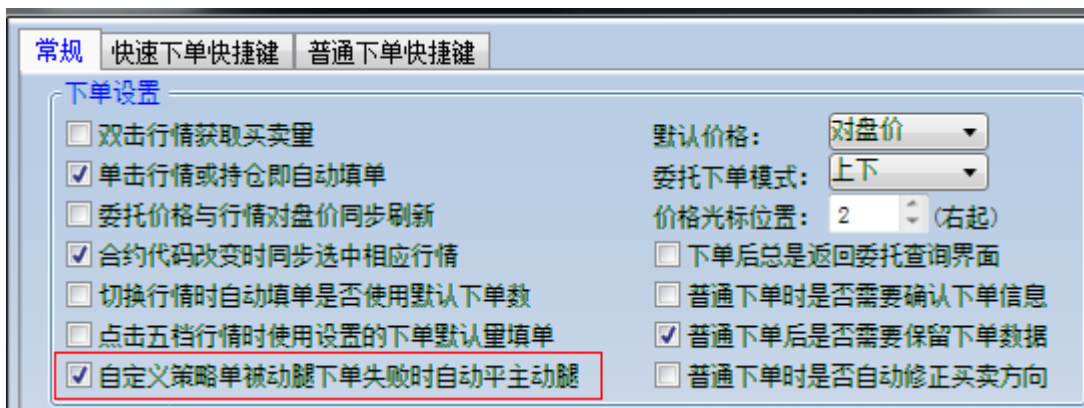 常规 快速下单快捷键 普通下单快捷键
下单设置
双击行情获取买卖量 默认价格： 对盘价
单击行情或持仓即自动填单 委托下单模式： 上下
委托价格与行情对盘价同步刷新 价格光标位置： 2 (右起)
合约代码改变时同步选中相应行情 下单后总是返回委托查询界面
切换行情时自动填单是否使用默认下单数 普通下单时是否需要确认下单信息
点击五档行情时使用设置的下单默认量填单 普通下单后是否需要保留下单数据
自定义策略单被动腿下单失败时自动平主动腿 普通下单时是否自动修正买卖方向